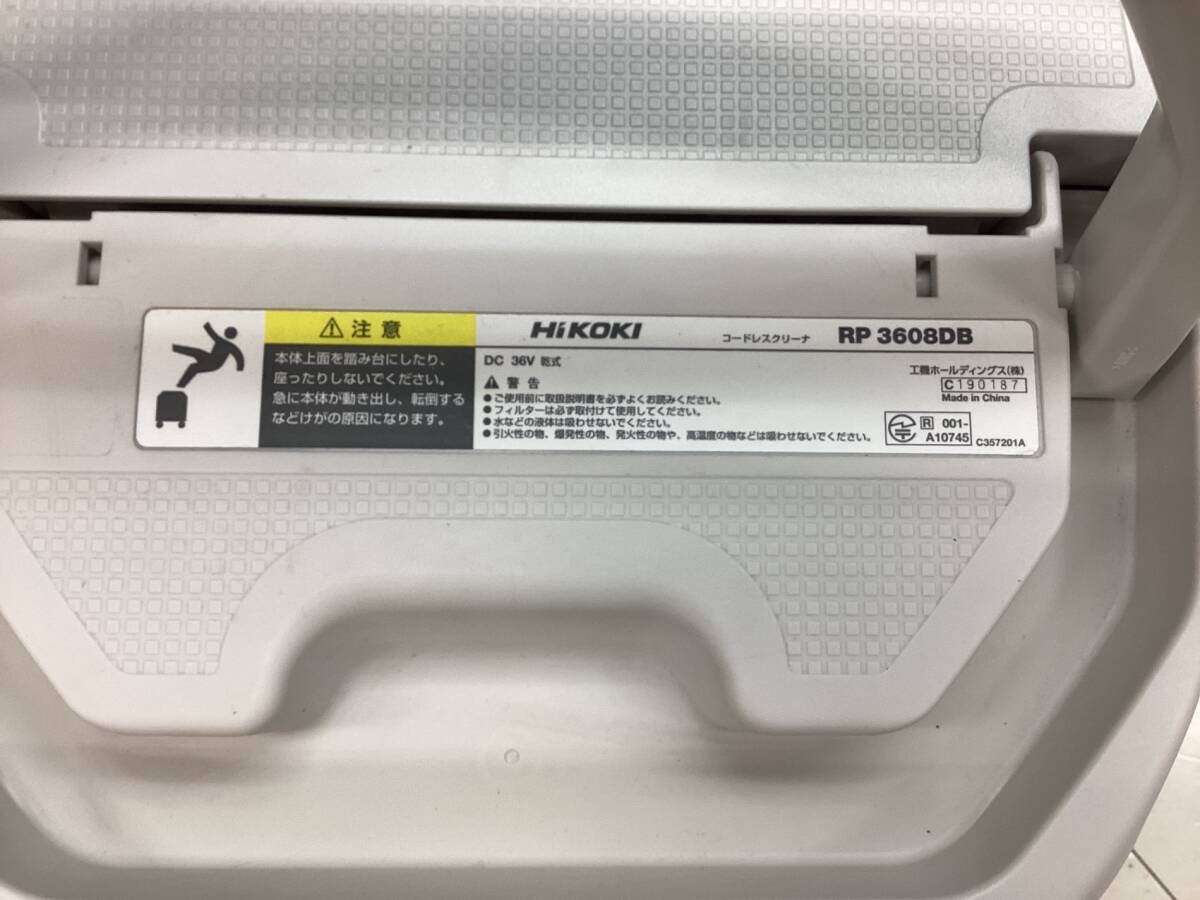 ⚠ 注意
本体上面を踏み台にしたり、
座ったりしないでください。
急に本体が動き出し、転倒する
などけがの原因になります。
HiKOKI コードレスクリーナ RP 3608DB
DC 36V 乾式
⚠ 警告
●ご使用前に取扱説明書を必ずよくお読みください。
●フィルターは必ず取付けて使用してください。
●水などの液体は吸わせないでください。
●引火性の物、爆発性の物、発火性の物や、高温度の物などは吸わせないでください。
工機ホールディングス(株)
C190187
Made in China
R 001-
A10745
C357201A